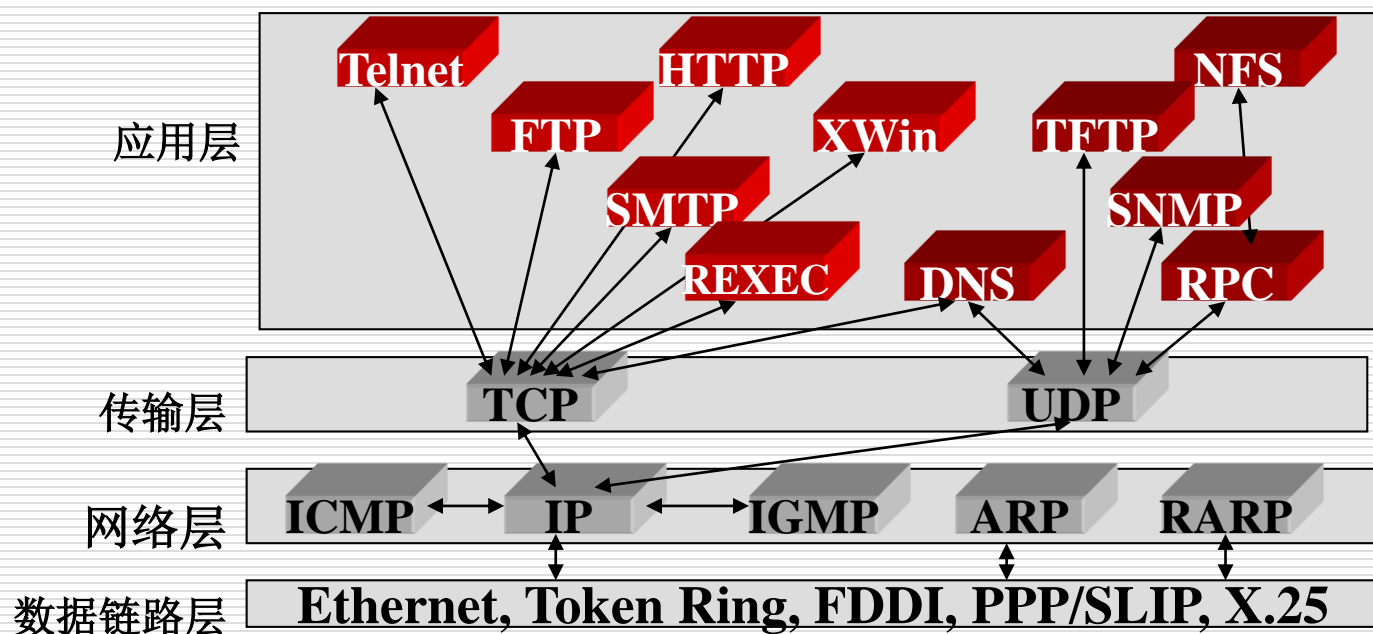 Telnet
HTTP
NFS
应用层
FTP
XWin
TFTP
SMTP
SNMP
REXEC
DNS
RPC
传输层
TCP
UDP
网络层
ICMP
IP
IGMP
ARP
RARP
数据链路层
Ethernet, Token Ring, FDDI, PPP/SLIP, X.25